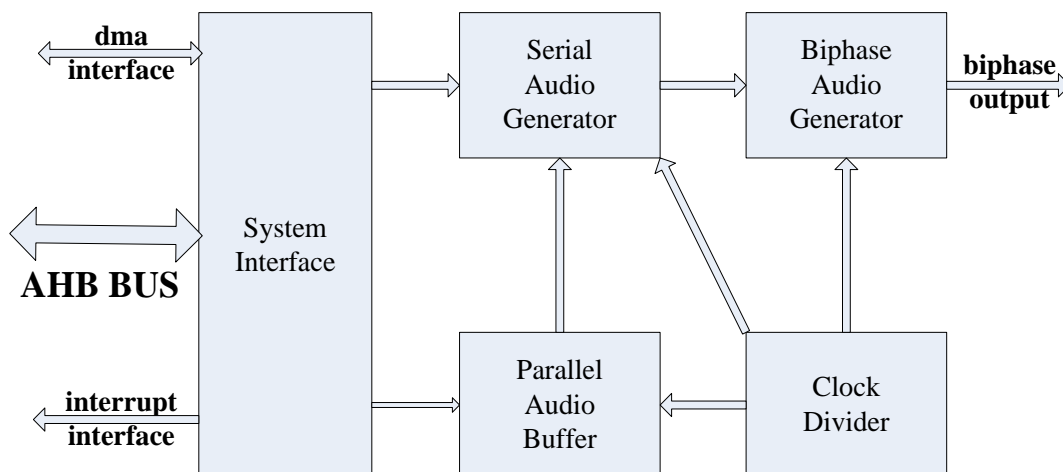 dma
interface
Serial
Audio
Generator
Biphase
Audio
Generator
biphase
output
System
Interface
AHB BUS
interrupt
interface
Parallel
Audio
Buffer
Clock
Divider